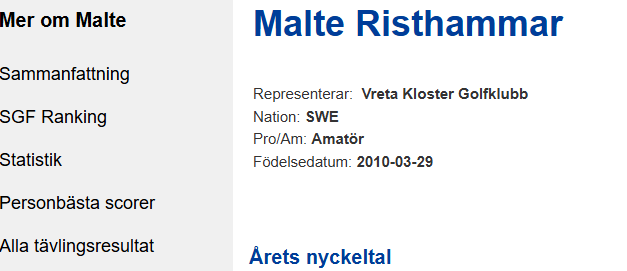 Mer om Malte
Sammanfattning
SGF Ranking
Statistik
Personbästa scorer
Alla tävlingsresultat
Malte Risthammar
Representerar: Vreta Kloster Golfklubb
Nation: SWE
Pro/Am: Amatör
Födelsedatum: 2010-03-29
Årets nyckeltal